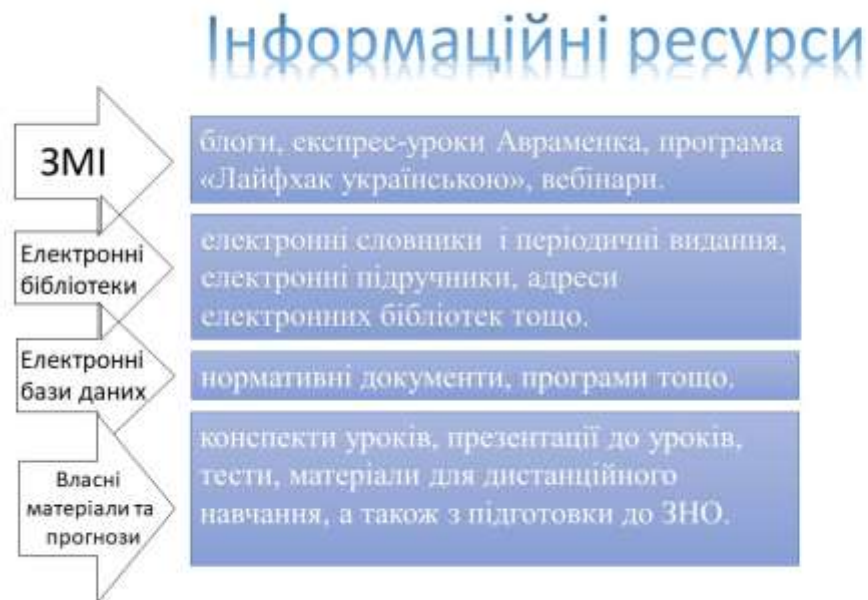 Інформаційні ресурси
ЗМІ
блоги, експрес-уроки Авраменка, програма
«Лайфхак українською», вебінари.
Електронні
бібліотеки
електронні словники і періодичні видання,
електронні підручники, адреси
електронних бібліотек тощо.
Електронні
бази даних
нормативні документи, програми тощо.
Власні
матеріали та
прогнози
конспекти уроків, презентації до уроків,
тести, матеріали для дистанційного
навчання, а також з підготовки до ЗНО.